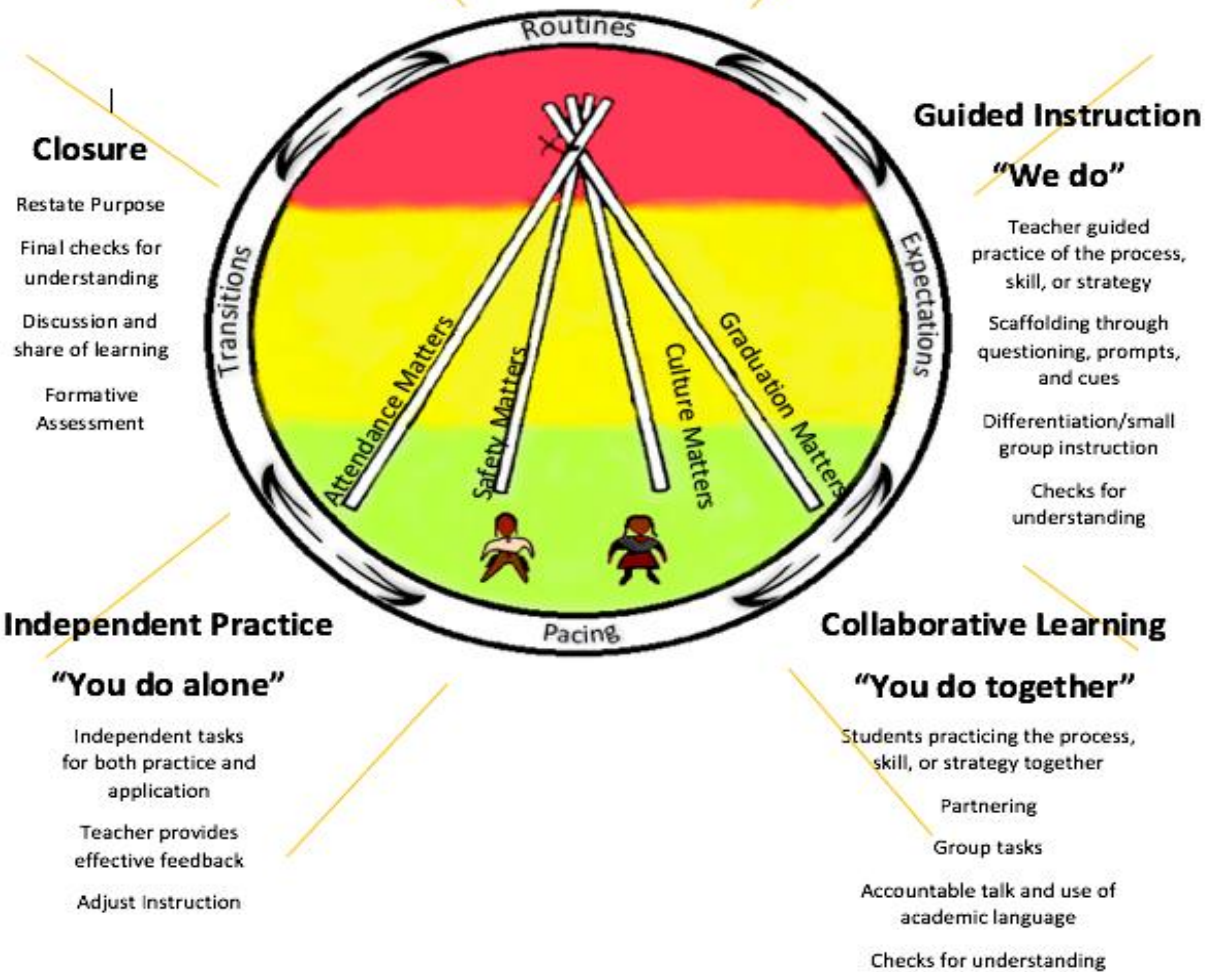 Routines
Closure
Restate Purpose
Final checks for
understanding
Discussion and
share of learning
Formative
Assessment
Transitions
Attendance Matters
Safety Matters
Culture Matters
Graduation Matters
Expectations
Pacing
Guided Instruction
“We do”
Teacher guided
practice of the process,
skill, or strategy
Scaffolding through
questioning, prompts,
and cues
Differentiation/small
group instruction
Checks for
understanding
Independent Practice
“You do alone”
Independent tasks
for both practice and
application
Teacher provides
effective feedback
Adjust Instruction
Collaborative Learning
“You do together”
Students practicing the process,
skill, or strategy together
Partnering
Group tasks
Accountable talk and use of
academic language
Checks for understanding